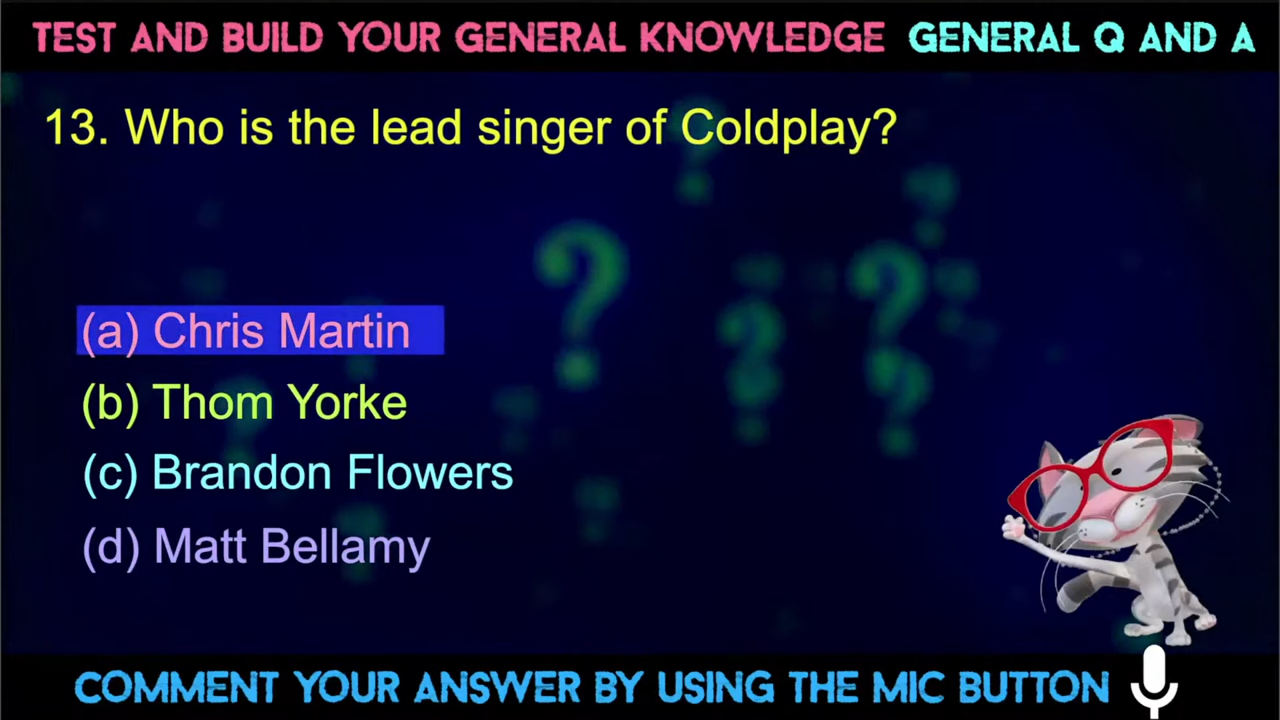 TEST AND BUILD YOUR GENERAL KNOWLEDGE GENERAL Q AND A
13. Who is the lead singer of Coldplay?
(a) Chris Martin
(b) Thom Yorke
(c) Brandon Flowers
(d) Matt Bellamy
COMMENT YOUR ANSWER BY USING THE MIC BUTTON